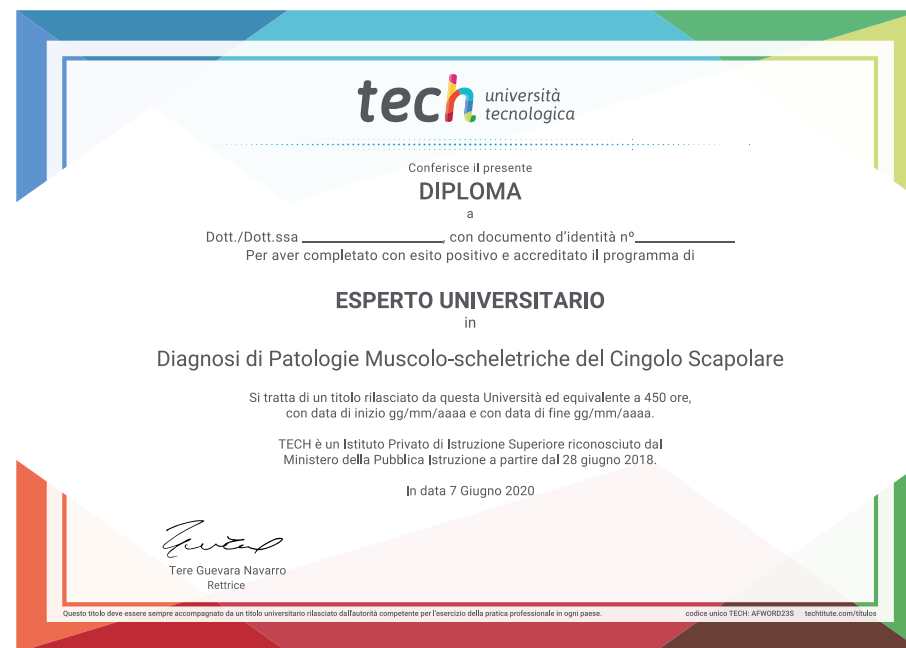 tech università
tecnologica
Conferisce il presente
DIPLOMA
a
Dott./Dott.ssa ________________, con documento d'identità nº____________
Per aver completato con esito positivo e accreditato il programma di
ESPERTO UNIVERSITARIO
in
Diagnosi di Patologie Muscolo-scheletriche del Cingolo Scapolare
Si tratta di un titolo rilasciato da questa Università ed equivalente a 450 ore,
con data di inizio gg/mm/aaaa e con data di fine gg/mm/aaaa.
TECH è un Istituto Privato di Istruzione Superiore riconosciuto dal
Ministero della Pubblica Istruzione a partire dal 28 giugno 2018.
In data 7 Giugno 2020
Tere Guevara Navarro
Rettrice
Questo titolo deve essere sempre accompagnato da un titolo universitario rilasciato dall'autorità competente per l'esercizio della pratica professionale in ogni paese. codice unico TECH: AFWORD23S techtitute.com/títulos